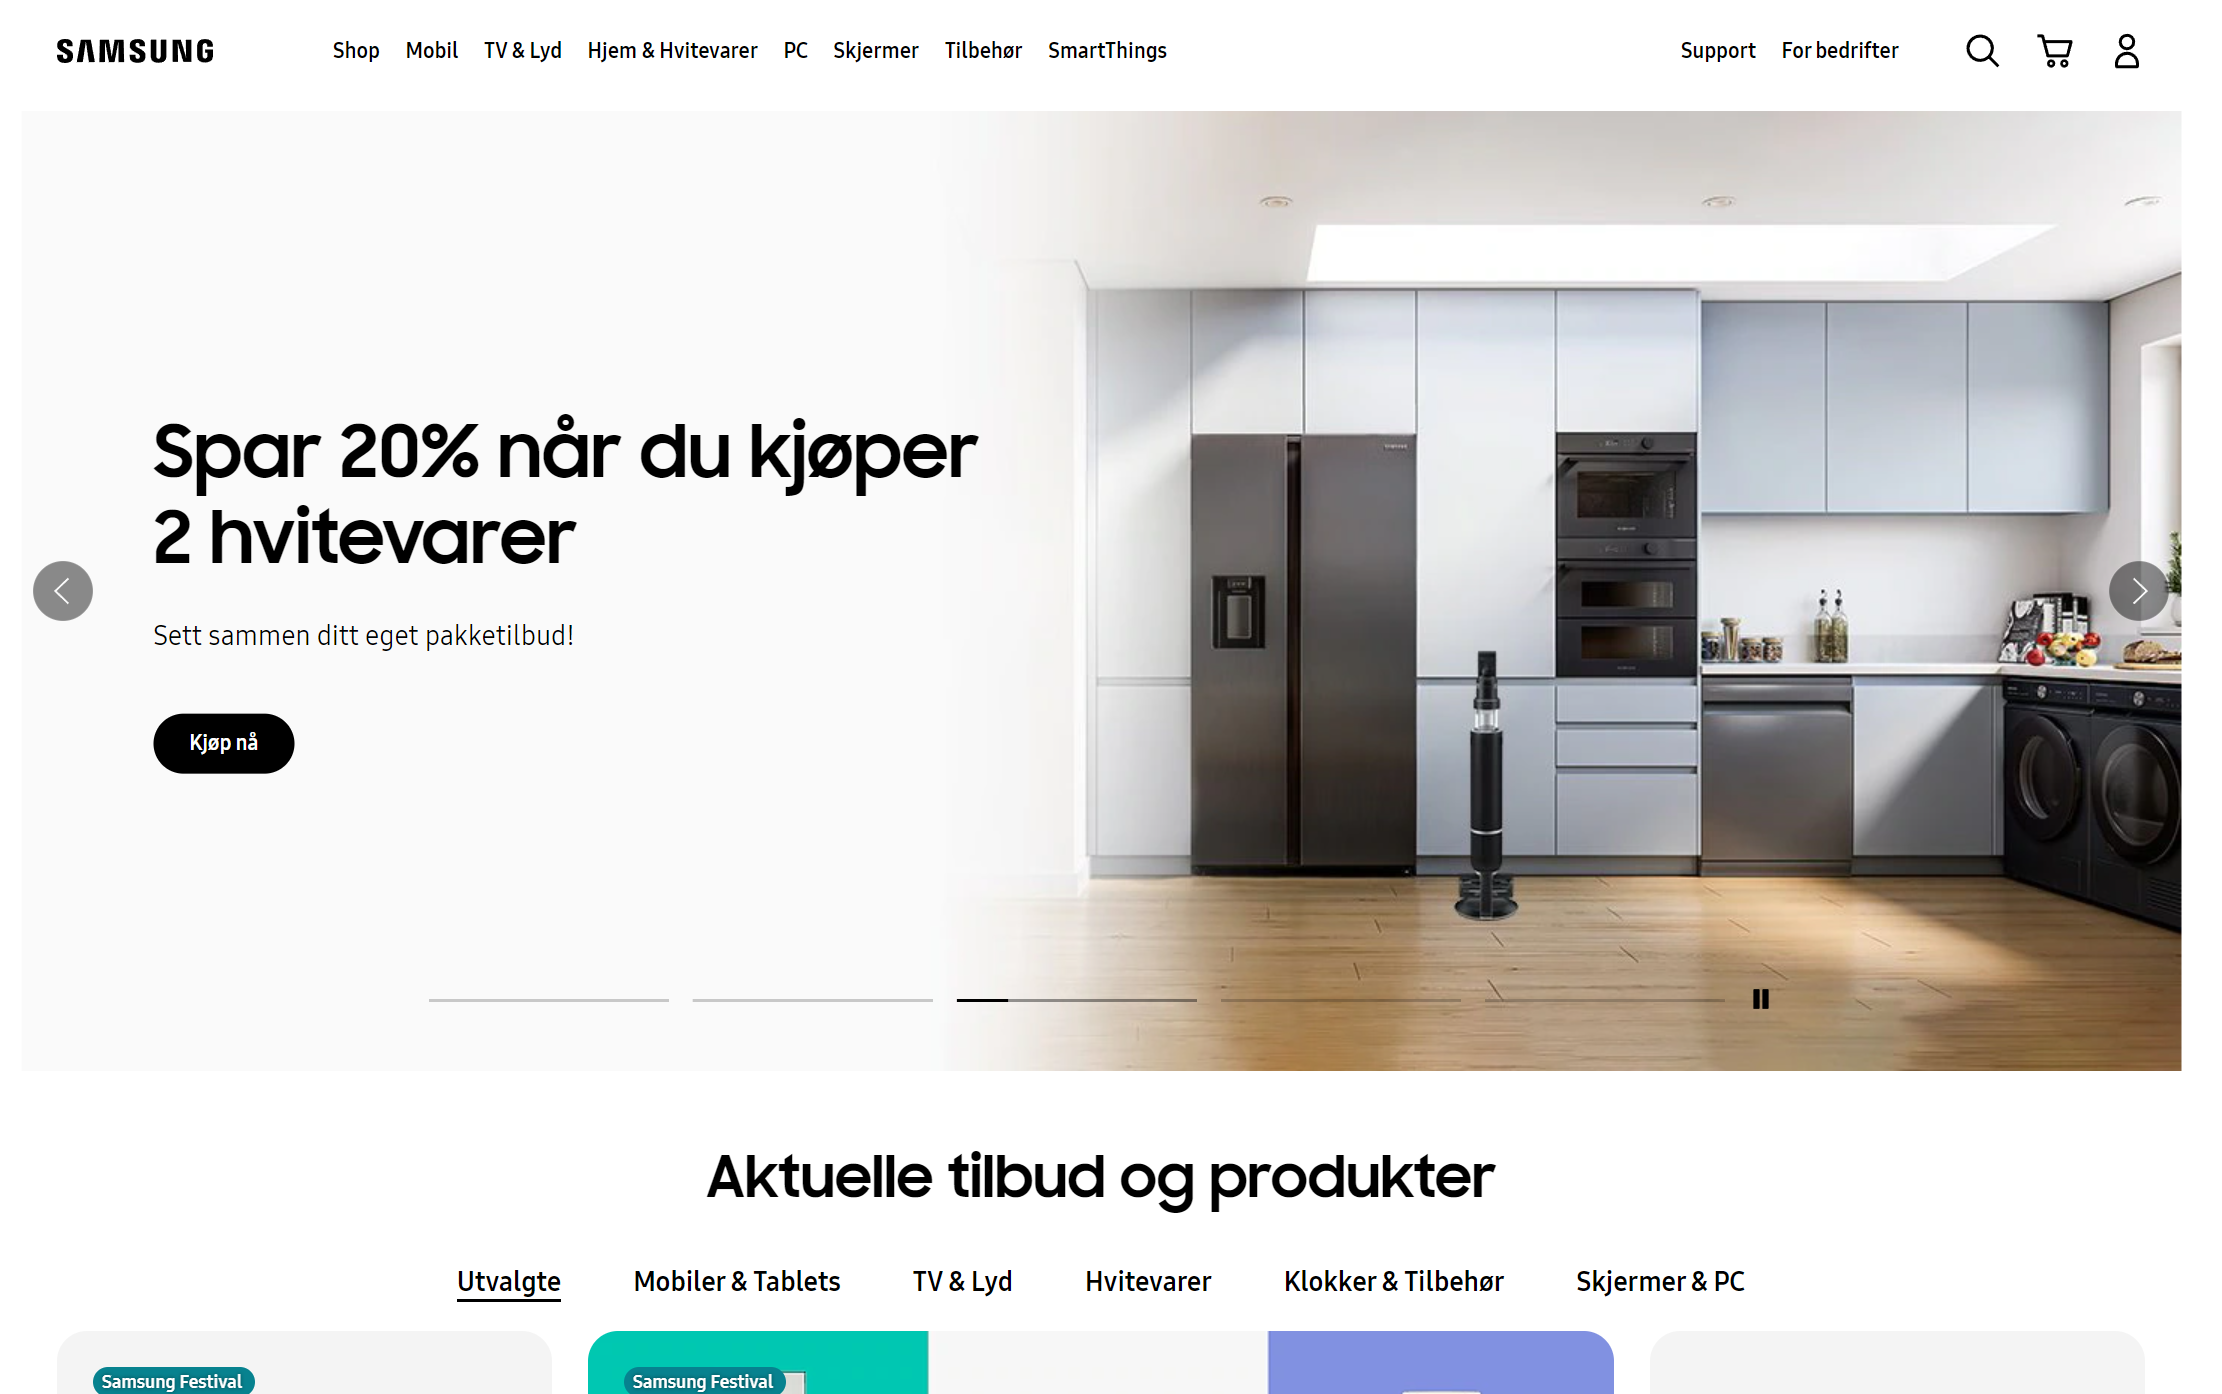 SAMSUNG
Shop Mobil TV & Lyd Hjem & Hvitevarer PC Skjermer Tilbehør SmartThings
Support For bedrifter
Spar 20% når du kjøper
2 hvitevarer
Sett sammen ditt eget pakketilbud!
Kjøp nå
Aktuelle tilbud og produkter
Utvalgte Mobiler & Tablets TV & Lyd Hvitevarer Klokker & Tilbehør Skjermer & PC
Samsung Festival
Samsung Festival